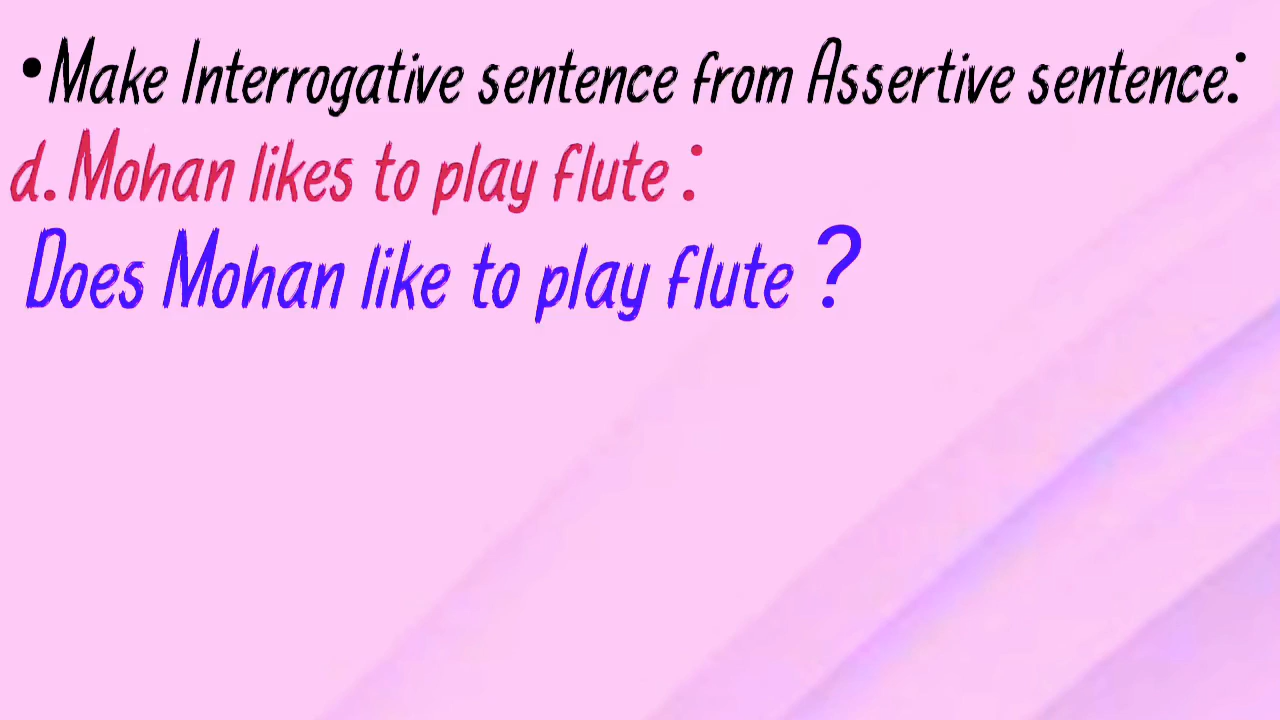 •Make Interrogative sentence from Assertive sentence:
d. Mohan likes to play flute :
Does Mohan like to play flute ?